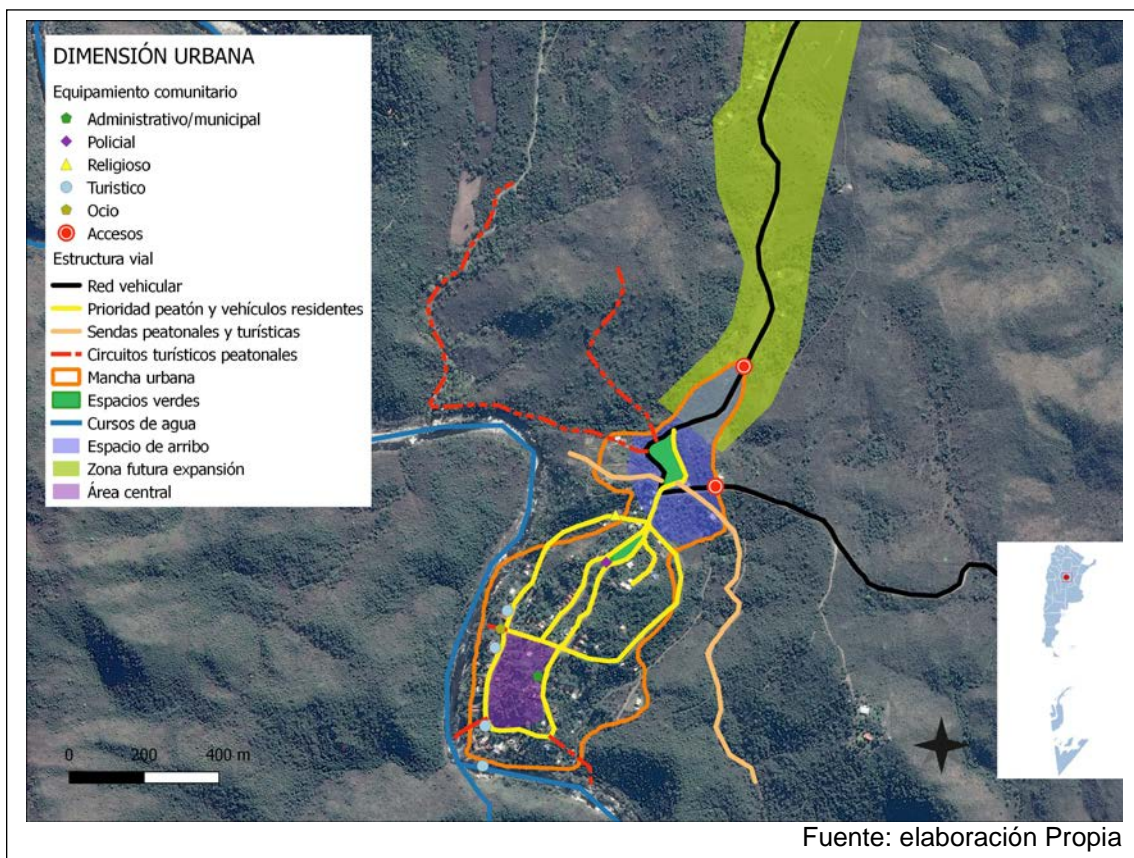 DIMENSIÓN URBANA
Equipamiento comunitario
Administrativo/municipal
Policial
Religioso
Turistico
Ocio
Accesos
Estructura vial
Red vehicular
Prioridad peatón y vehículos residentes
Sendas peatonales y turísticas
Circuitos turísticos peatonales
Mancha urbana
Espacios verdes
Cursos de agua
Espacio de arribo
Zona futura expansión
Área central
0 200 400 m
Fuente: elaboración Propia